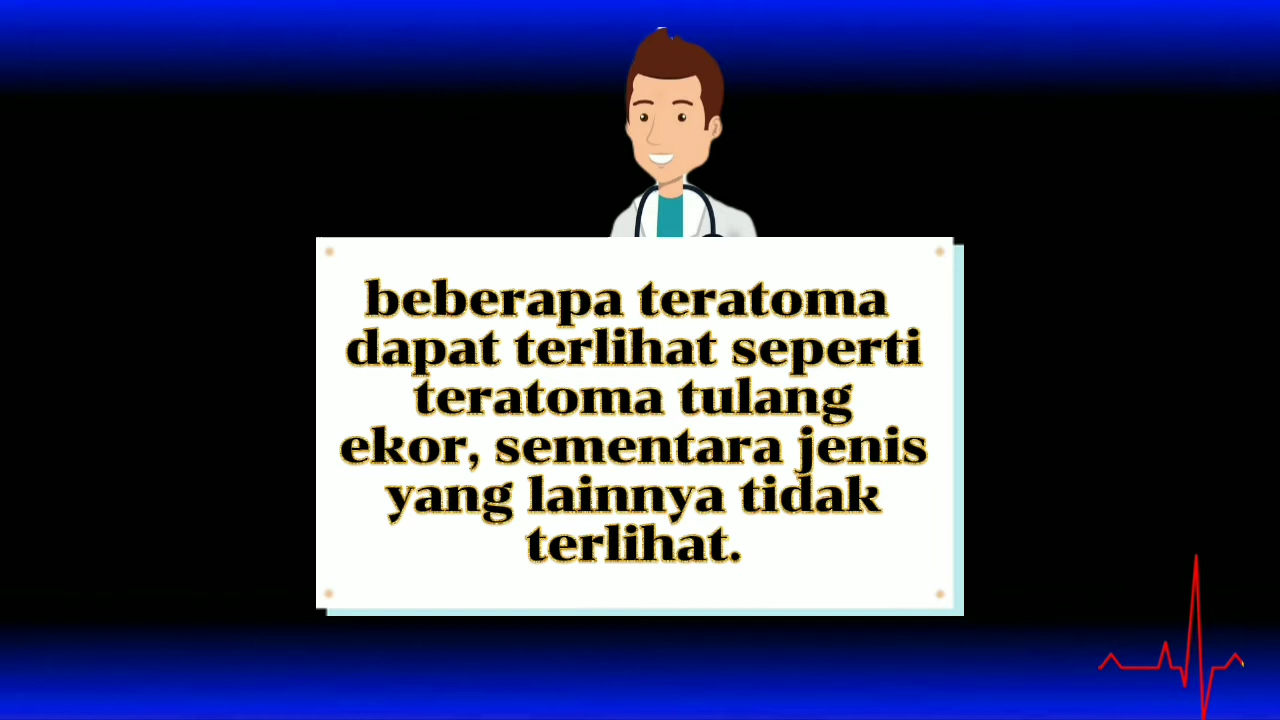 beberapa teratoma
dapat terlihat seperti
teratoma tulang
ekor, sementara jenis
yang lainnya tidak
terlihat.